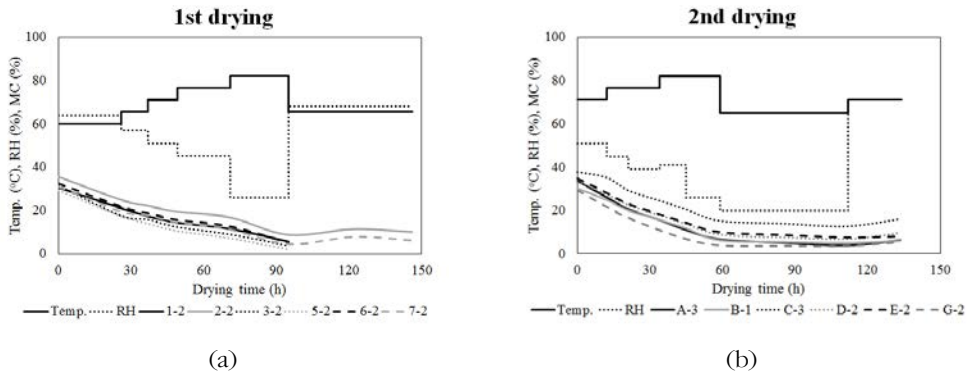 1st drying
Temp. (°C), RH (%), MC (%)
100
80
60
40
20
0
0 30 60 90 120 150
Drying time (h)
Temp. RH 1-2 2-2 3-2 5-2 6-2 7-2
(a)
2nd drying
Temp. (°C), RH (%), MC (%)
100
80
60
40
20
0
0 30 60 90 120 150
Drying time (h)
Temp. RH A-3 B-1 C-3 D-2 E-2 G-2
(b)